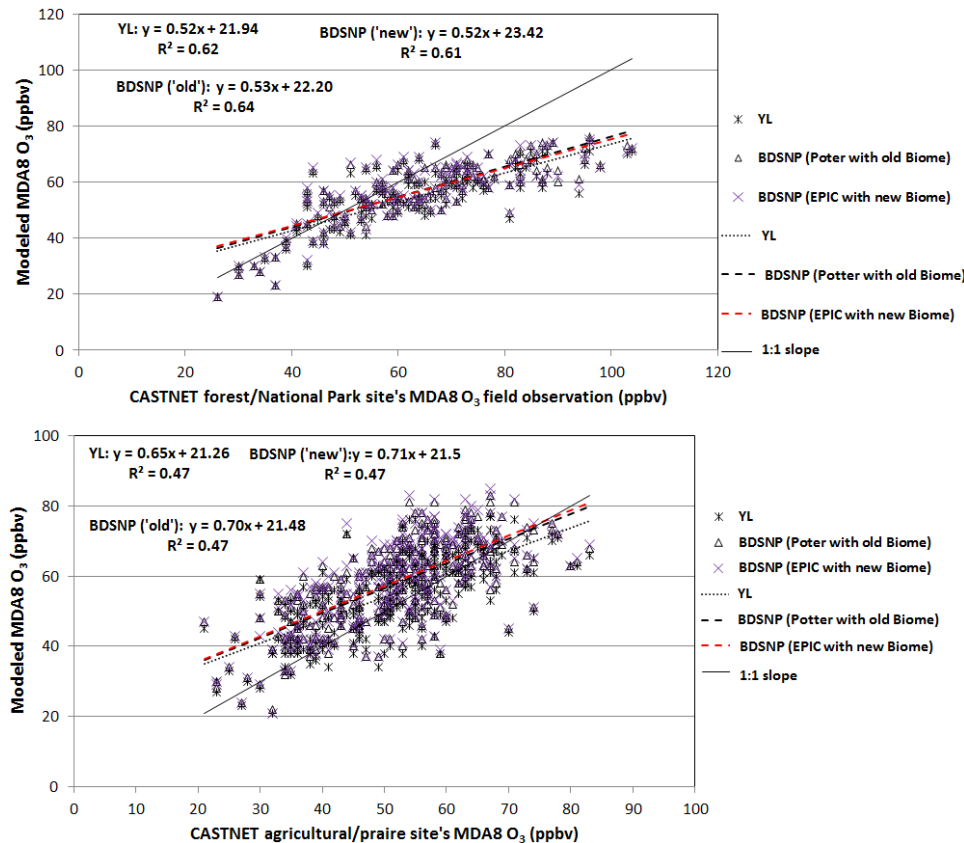 120
100
80
60
40
20
0
Modeled MDA8 O3 (ppbv)
YL: y = 0.52x + 21.94
R² = 0.62
BDSNP ('new'): y = 0.52x + 23.42
R² = 0.61
BDSNP ('old'): y = 0.53x + 22.20
R² = 0.64
0 20 40 60 80 100 120
CASTNET forest/National Park site's MDA8 O3 field observation (ppbv)
YL
BDSNP (Poter with old Biome)
BDSNP (EPIC with new Biome)
YL
BDSNP (Potter with old Biome)
BDSNP (EPIC with new Biome)
1:1 slope
100
80
60
40
20
0
Modeled MDA8 O3 (ppbv)
YL: y = 0.65x + 21.26
R² = 0.47
BDSNP ('new'):y = 0.71x + 21.5
R² = 0.47
BDSNP ('old'): y = 0.70x + 21.48
R² = 0.47
0 10 20 30 40 50 60 70 80 90 100
CASTNET agricultural/praire site's MDA8 O3 (ppbv)
YL
BDSNP (Poter with old Biome)
BDSNP (EPIC with new Biome)
YL
BDSNP (Potter with old Biome)
BDSNP (EPIC with new Biome)
1:1 slope